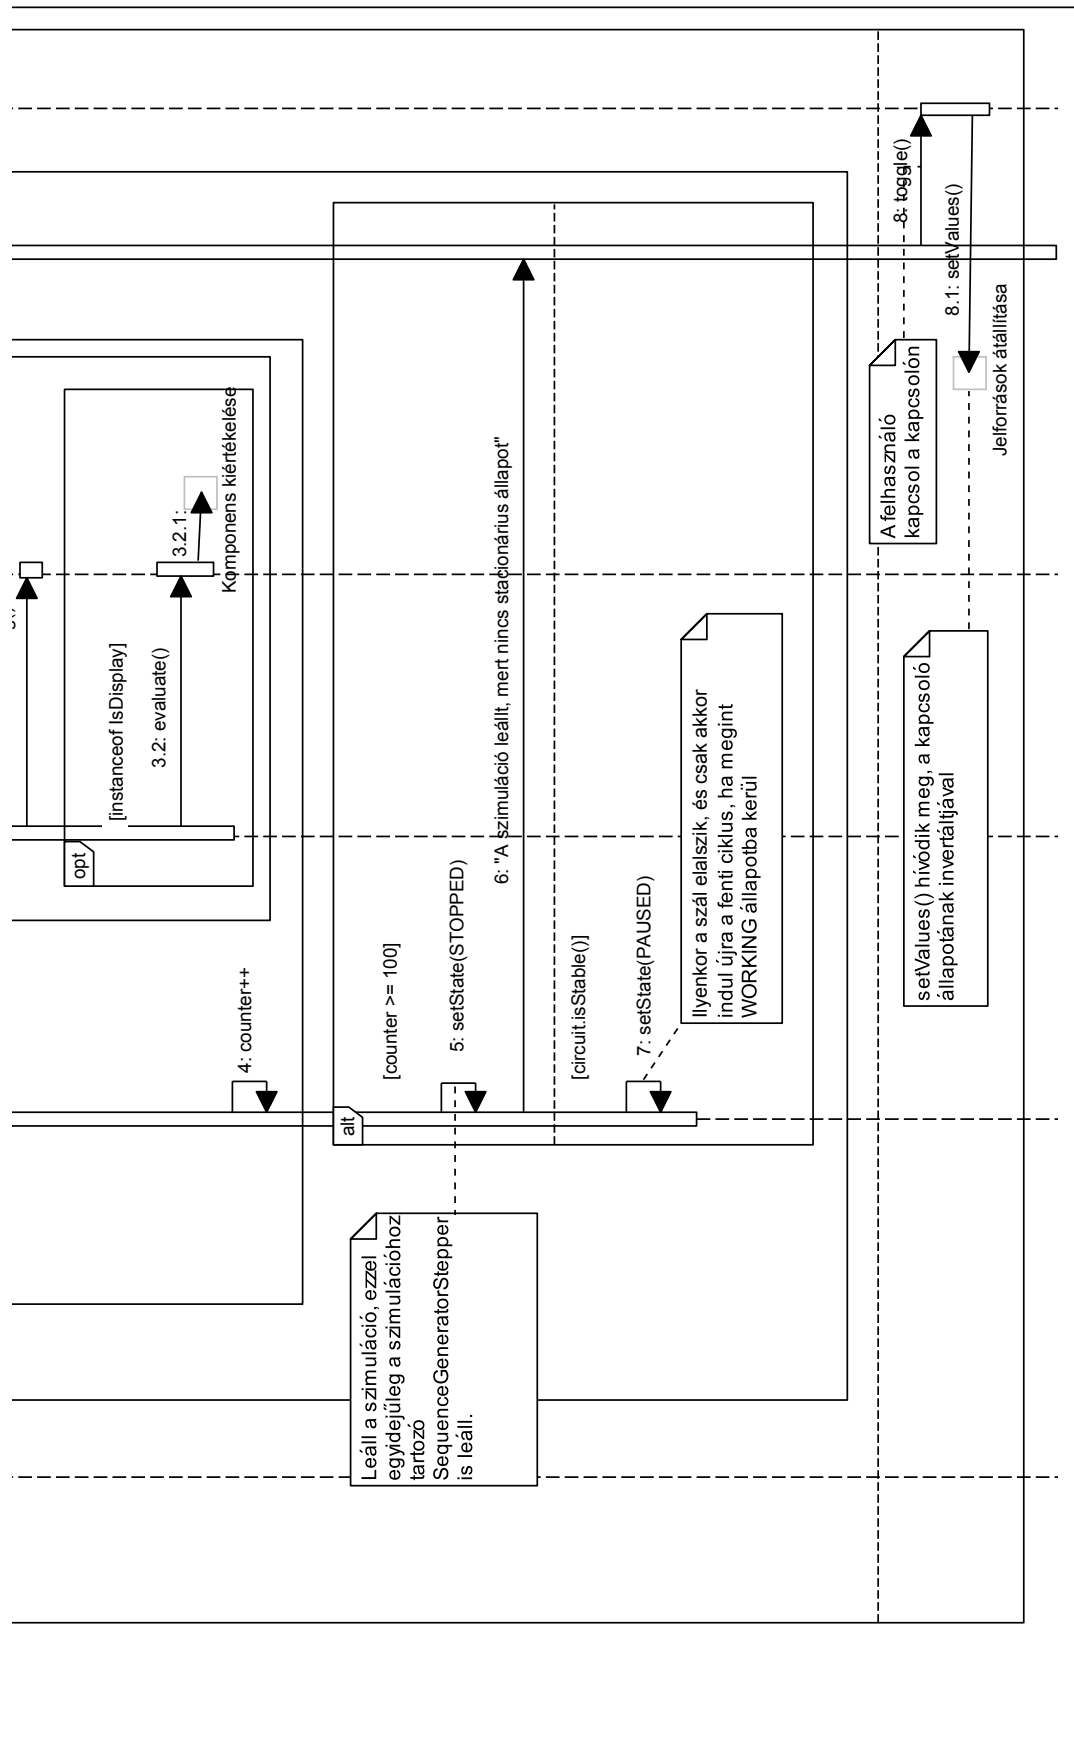 [instanceof IsDisplay]
3.2: evaluate()
3.2.1:
Komponens kiértékelése
opt
4: counter++
alt
[counter >= 100]
5: setState(STOPPED)
Leáll a szimuláció, ezzel
egyidejűleg a szimulációhoz
tartozó
SequenceGeneratorStepper
is leáll.
6: "A szimuláció leállt, mert nincs stacionárius állapot"
[circuit.isStable()]
7: setState(PAUSED)
Ilyenkor a szál elalszik, és csak akkor
indul újra a fenti ciklus, ha megint
WORKING állapotba kerül
8: toggle()
A felhasználó
kapcsol a kapcsolón
8.1: setValues()
Jelforrások átállítása
setValues() hívódik meg, a kapcsoló
állapotának invertáltjával